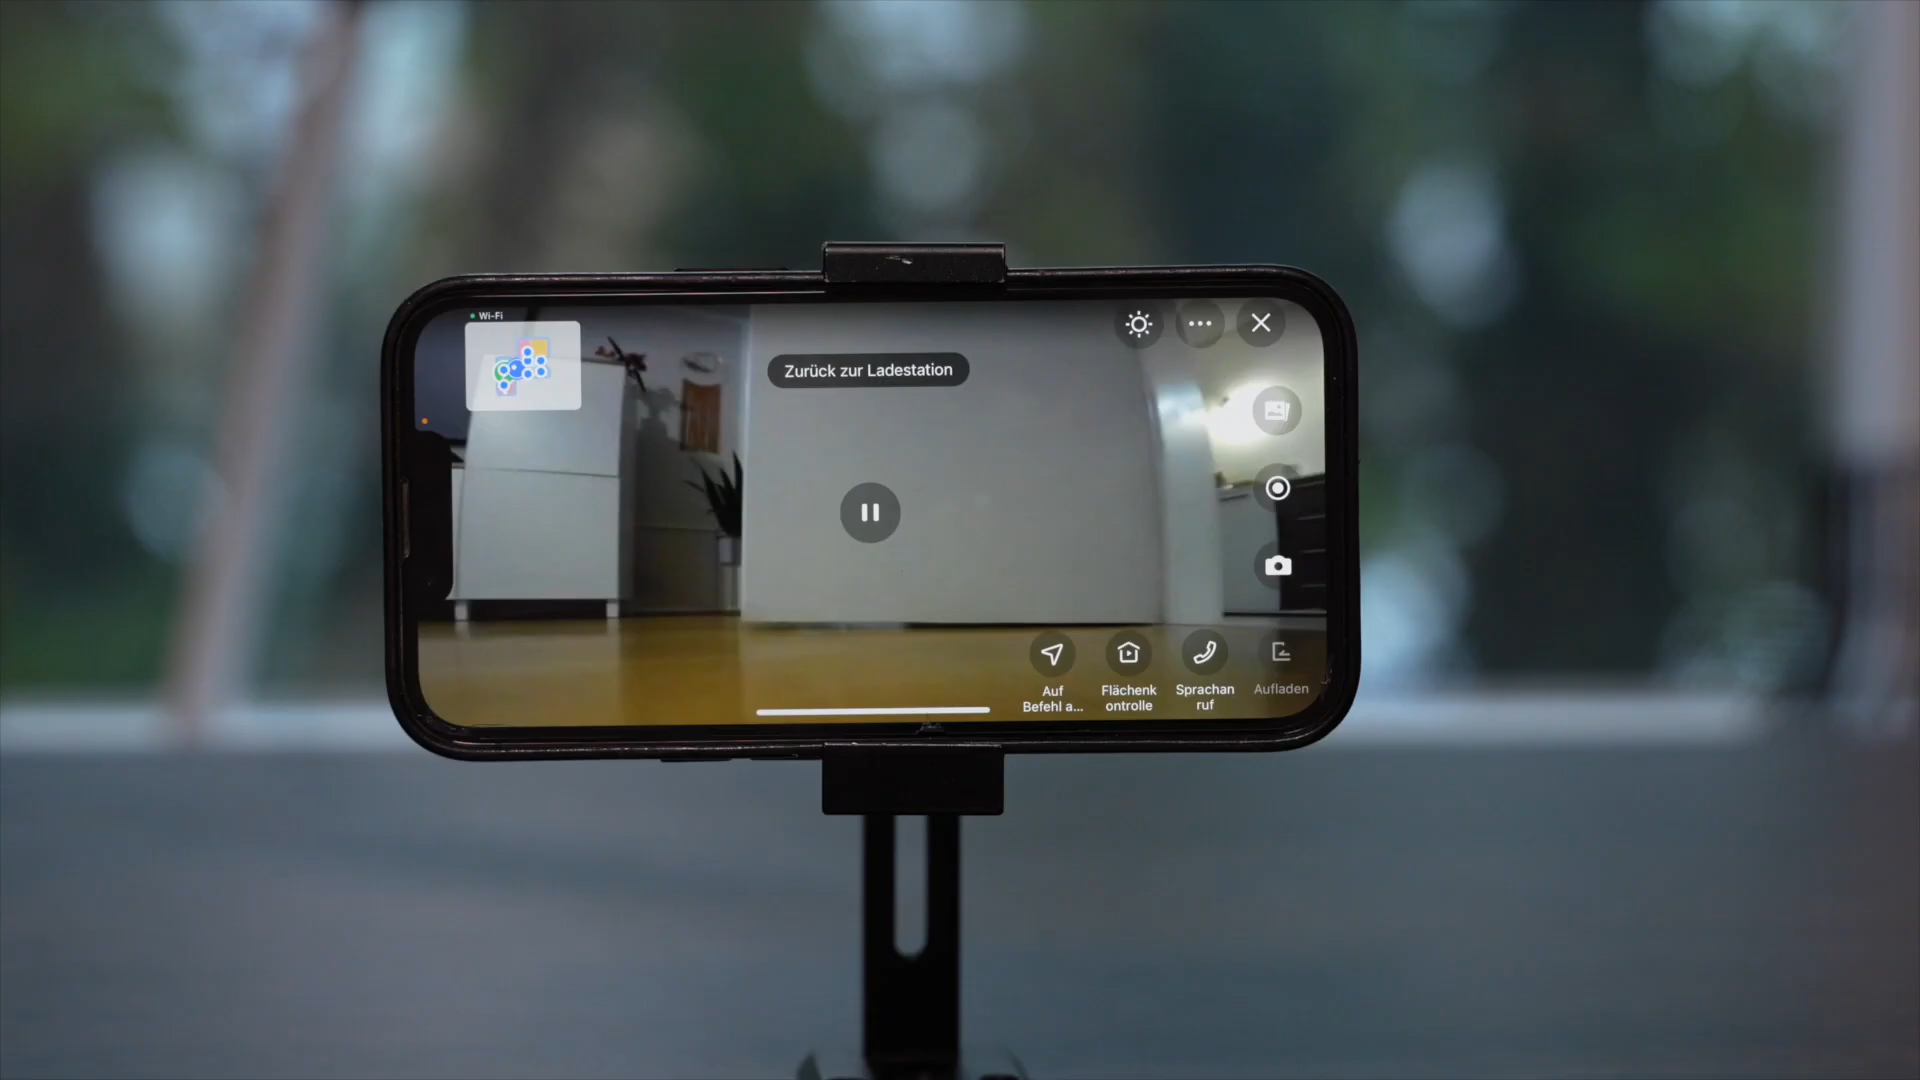 Wi-Fi
Zurück zur Ladestation
Auf
Befehl a...
Flächenk
ontrolle
Sprachan
ruf
Aufladen